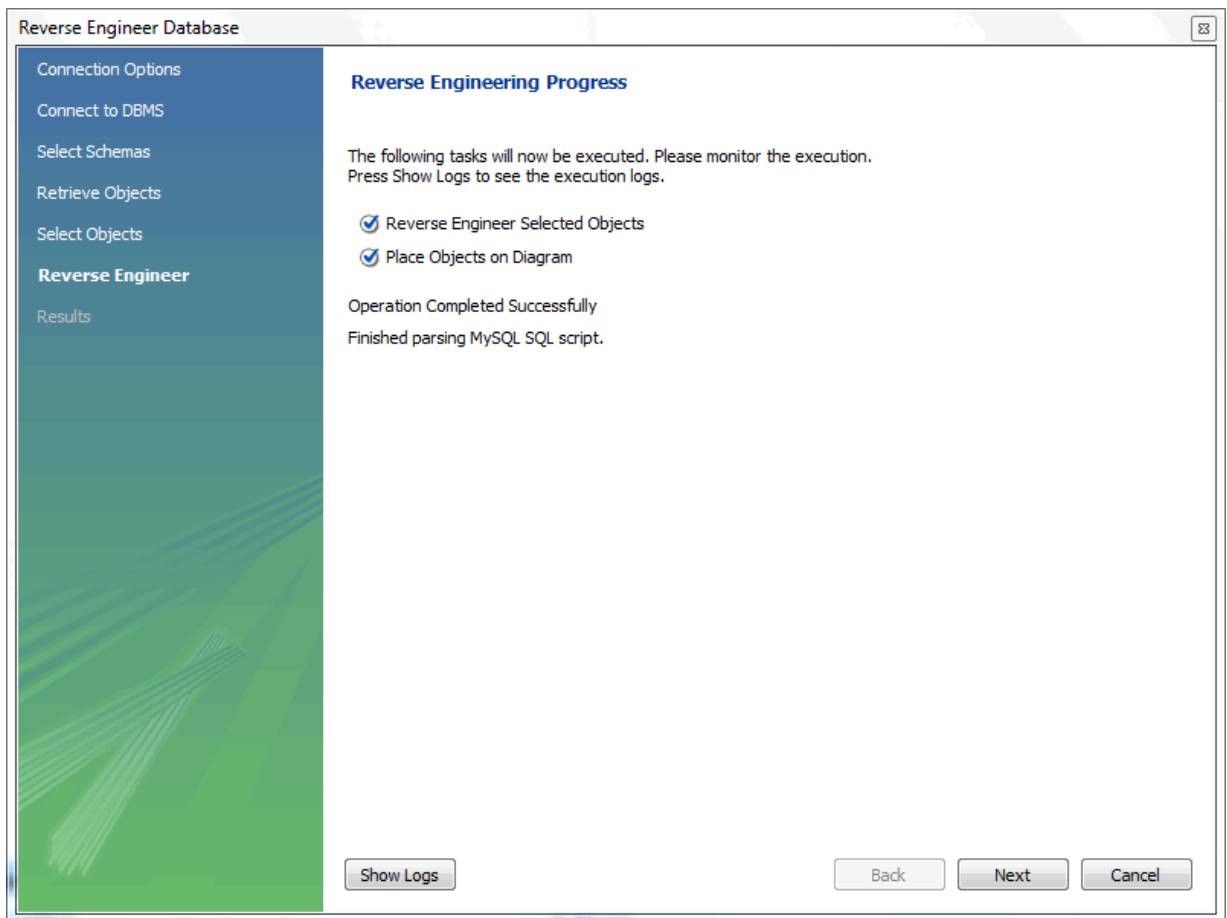 Reverse Engineer Database
Connection Options
Connect to DBMS
Select Schemas
Retrieve Objects
Select Objects
Reverse Engineer
Results
Reverse Engineering Progress
The following tasks will now be executed. Please monitor the execution.
Press Show Logs to see the execution logs.
Reverse Engineer Selected Objects
Place Objects on Diagram
Operation Completed Successfully
Finished parsing MySQL SQL script.
Show Logs
Back
Next
Cancel